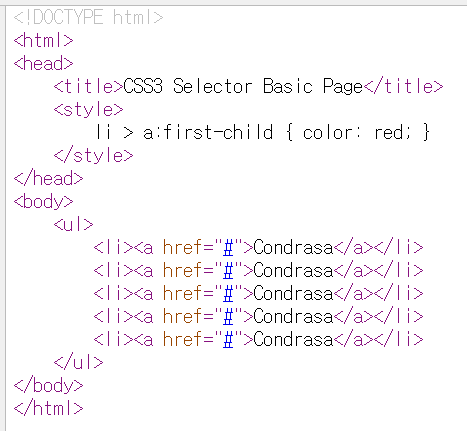 <!DOCTYPE html>
<html>
<head>
    <title>CSS3 Selector Basic Page</title>
    <style>
        li > a:first-child { color: red; }
    </style>
</head>
<body>
    <ul>
        <li><a href="#">Condrasa</a></li>
        <li><a href="#">Condrasa</a></li>
        <li><a href="#">Condrasa</a></li>
        <li><a href="#">Condrasa</a></li>
        <li><a href="#">Condrasa</a></li>
    </ul>
</body>
</html>